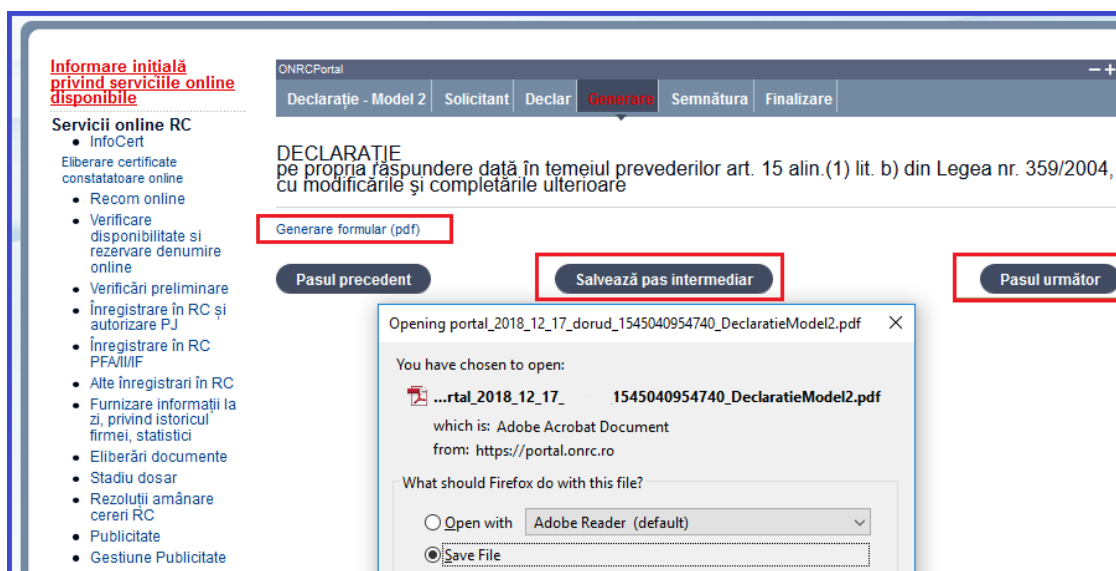 Informare inițială
privind serviciile online
disponibile
Servicii online RC
InfoCert
Eliberare certificate
constatatoare online
Recom online
Verificare
disponibilitate si
rezervare denumire
online
Verificări preliminare
Înregistrare în RC și
autorizare PJ
Înregistrare în RC
PFA/II/IF
Alte înregistrari în RC
Furnizare informații la
zi, privind istoricul
firmei, statistici
Eliberări documente
Stadiu dosar
Rezoluții amânare
cereri RC
Publicitate
Gestiune Publicitate
ONRCPortal
Declarație - Model 2 Solicitant Declar Generare Semnătura Finalizare
DECLARAȚIE
pe propria răspundere dată în temeiul prevederilor art. 15 alin.(1) lit. b) din Legea nr. 359/2004,
cu modificările şi completările ulterioare
Generare formular (pdf)
Pasul precedent Salvează pas intermediar Pasul următor
Opening portal_2018_12_17_dorud_1545040954740_DeclaratieModel2.pdf
You have chosen to open:
...rtal_2018_12_17_ _1545040954740_DeclaratieModel2.pdf
which is: Adobe Acrobat Document
from: https://portal.onrc.ro
What should Firefox do with this file?
Open with Adobe Reader (default)
Save File